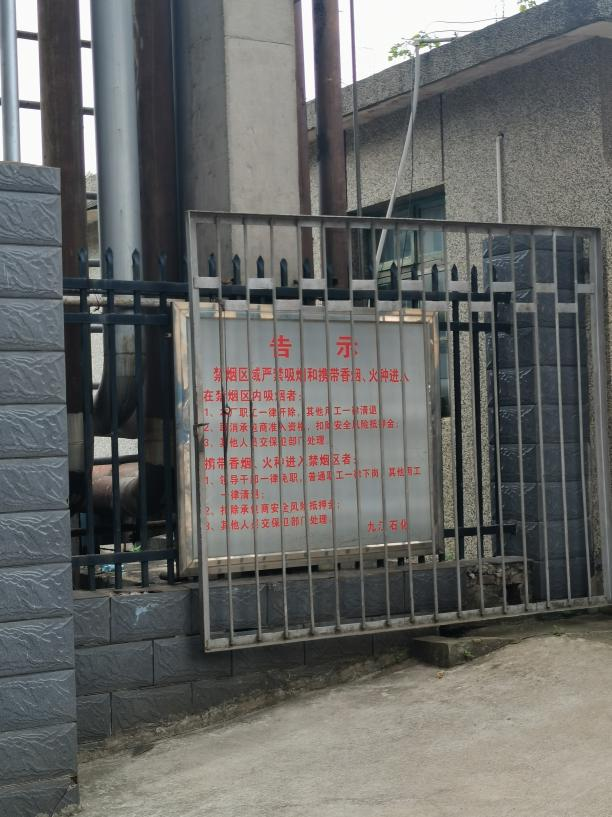 告示
禁烟区域严禁吸烟和携带香烟、火种进入
在禁烟区内吸烟者：
1、本厂职工一律开除，其他用工一律清退
2、取消承包商准入资格，扣除安全风险抵押金；
3、其他人员交保卫部门处理。
携带香烟、火种进入禁烟区者：
1、领导干部一律免职，普通职工一律下岗，其他用工
一律清退；
2、扣除承包商安全风险抵押金；
3、其他人员交保卫部门处理。
九江石化